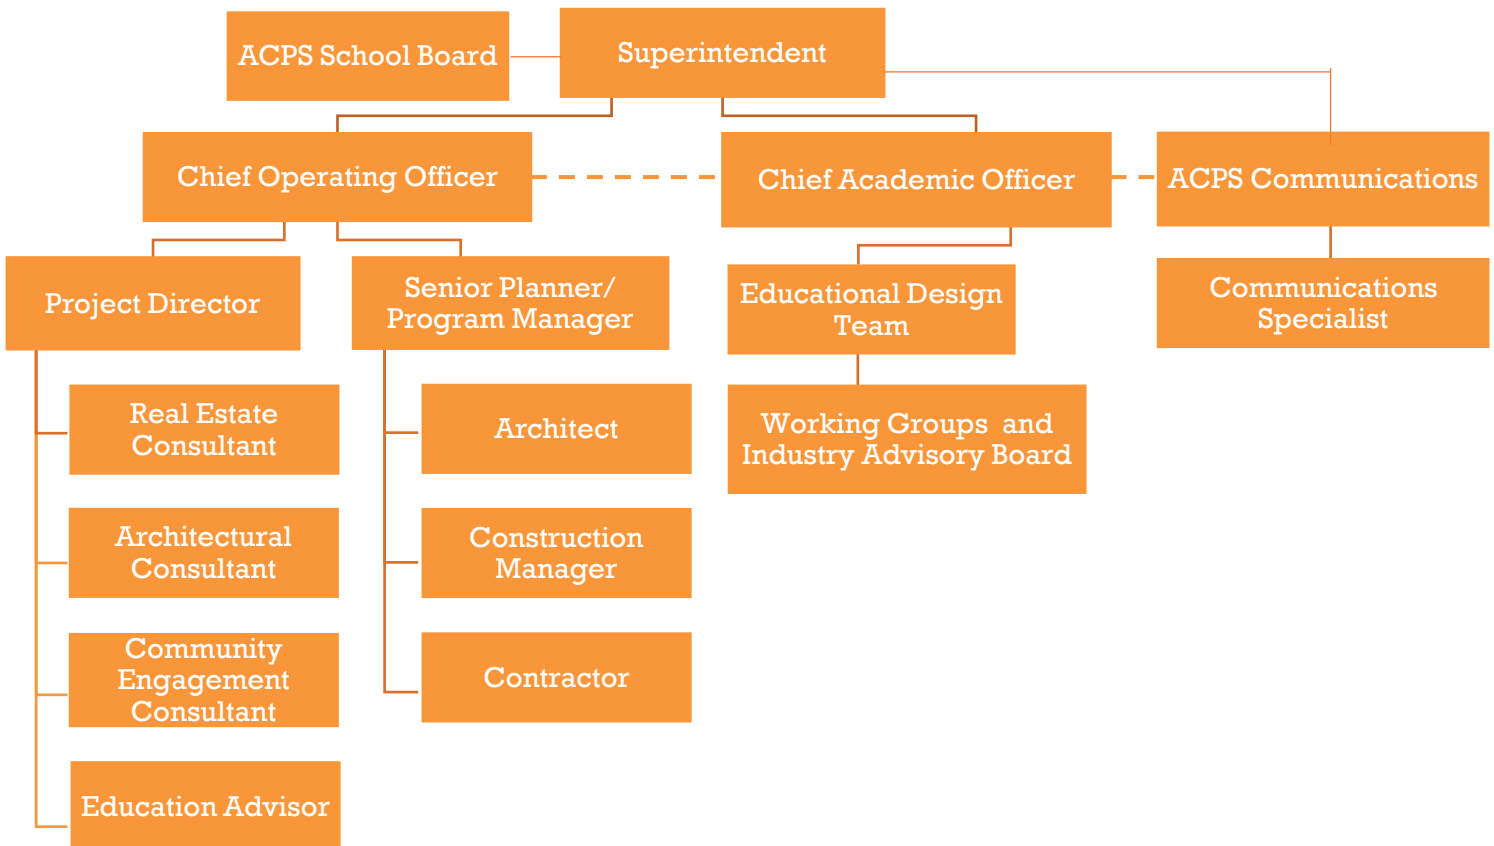 ACPS School Board
Superintendent
Chief Operating Officer
Chief Academic Officer
ACPS Communications
Project Director
Senior Planner/
Program Manager
Educational Design
Team
Communications
Specialist
Real Estate
Consultant
Architect
Working Groups and
Industry Advisory Board
Architectural
Consultant
Construction
Manager
Community
Engagement
Consultant
Contractor
Education Advisor